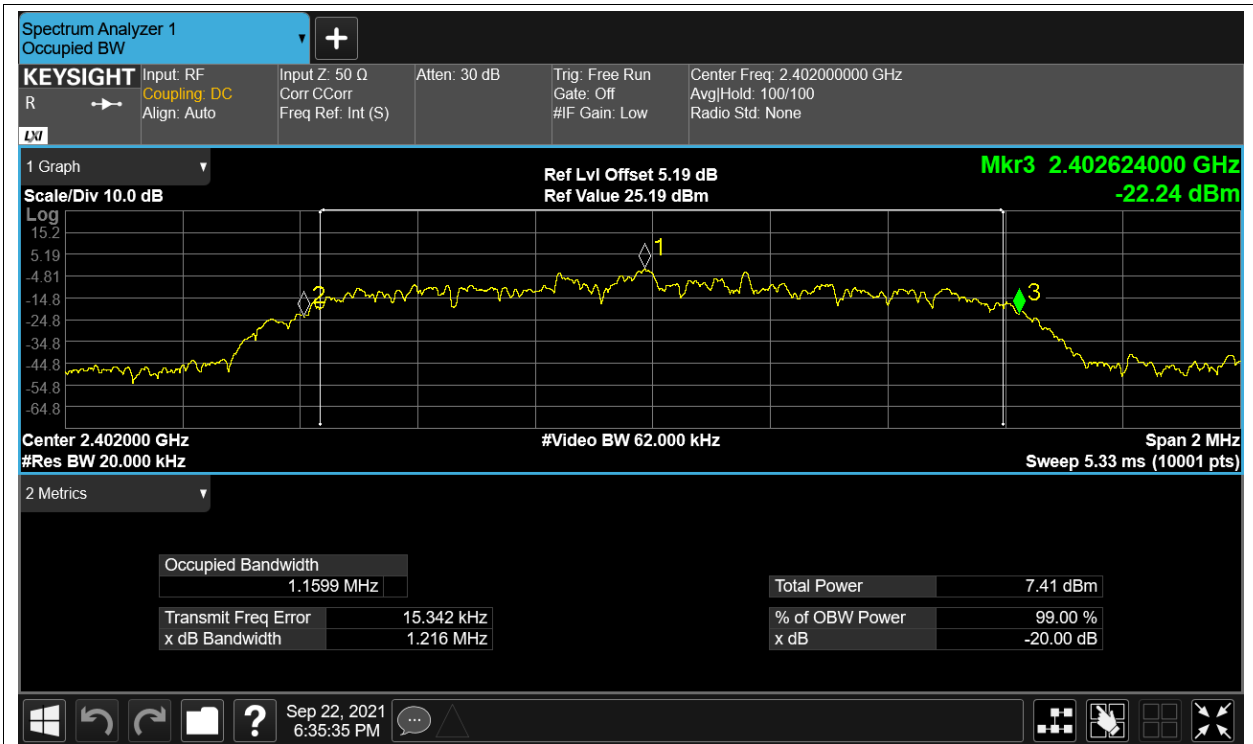 Spectrum Analyzer 1
Occupied BW
KEYSIGHT
R
LXI
Input: RF
Coupling: DC
Align: Auto
Input Z: 50 Ω
Corr CCorr
Freq Ref: Int (S)
Atten: 30 dB
Trig: Free Run
Gate: Off
#IF Gain: Low
Center Freq: 2.402000000 GHz
Avg|Hold: 100/100
Radio Std: None
1 Graph
Scale/Div 10.0 dB
Ref Lvl Offset 5.19 dB
Ref Value 25.19 dBm
Mkr3 2.402624000 GHz
-22.24 dBm
Log
15.2
5.19
-4.81
-14.8
-24.8
-34.8
-44.8
-54.8
-64.8
1
2
3
Center 2.402000 GHz
#Video BW 62.000 kHz
Span 2 MHz
#Res BW 20.000 kHz
Sweep 5.33 ms (10001 pts)
2 Metrics
Occupied Bandwidth
1.1599 MHz
Transmit Freq Error 15.342 kHz
x dB Bandwidth 1.216 MHz
Total Power 7.41 dBm
% of OBW Power 99.00 %
x dB -20.00 dB
?
Sep 22, 2021
6:35:35 PM